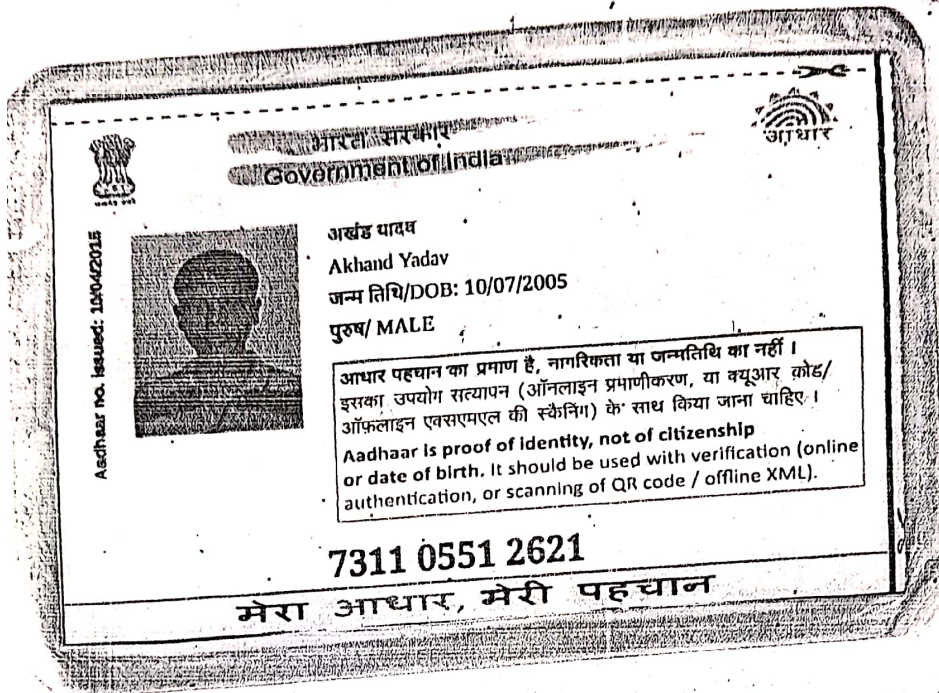 भारत सरकार
Government of India
आधार
Aadhaar no. issued: 10/04/2015
अखंड यादव
Akhand Yadav
जन्म तिथि/DOB: 10/07/2005
पुरुष/ MALE
आधार पहचान का प्रमाण है, नागरिकता या जन्मतिथि का नहीं ।
इसका उपयोग सत्यापन (ऑनलाइन प्रमाणीकरण, या क्यूआर कोड/
ऑफ़लाइन एक्सएमएल की स्कैनिंग) के साथ किया जाना चाहिए ।
Aadhaar is proof of identity, not of citizenship
or date of birth. It should be used with verification (online
authentication, or scanning of QR code / offline XML).
7311 0551 2621
मेरा आधार, मेरी पहचान